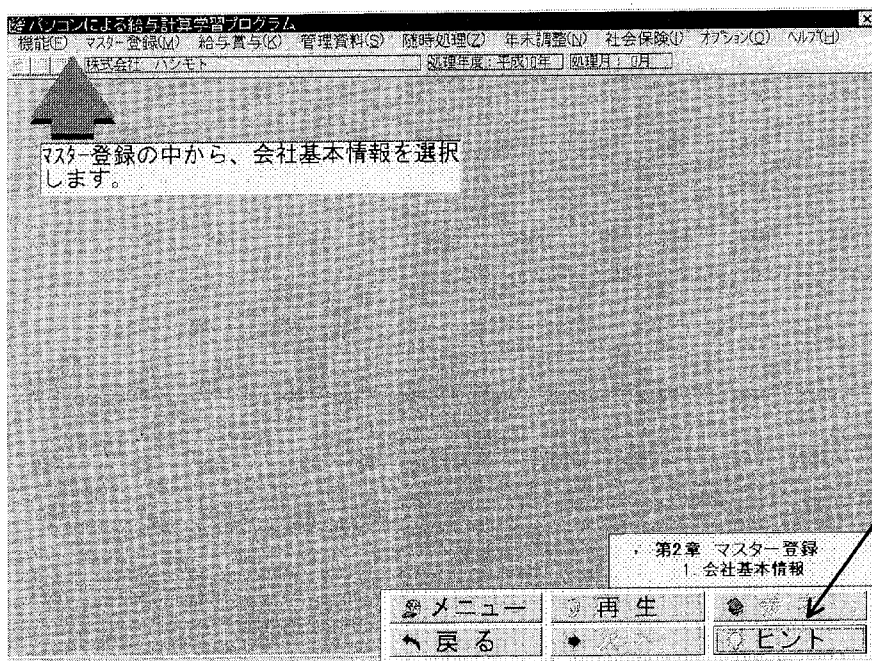 パソコンによる給与計算学習プログラム
機能(F) マスター登録(M) 給与賞与(K) 管理資料(S) 随時処理(Z) 年末調整(N) 社会保険(I) オプション(O) ヘルプ(H)
株式会社 ハシモト 処理年度:平成10年 処理月: 0月
マスター登録の中から、会社基本情報を選択
します。
第2章 マスター登録
1. 会社基本情報
メニュー 再生
戻る ヒント